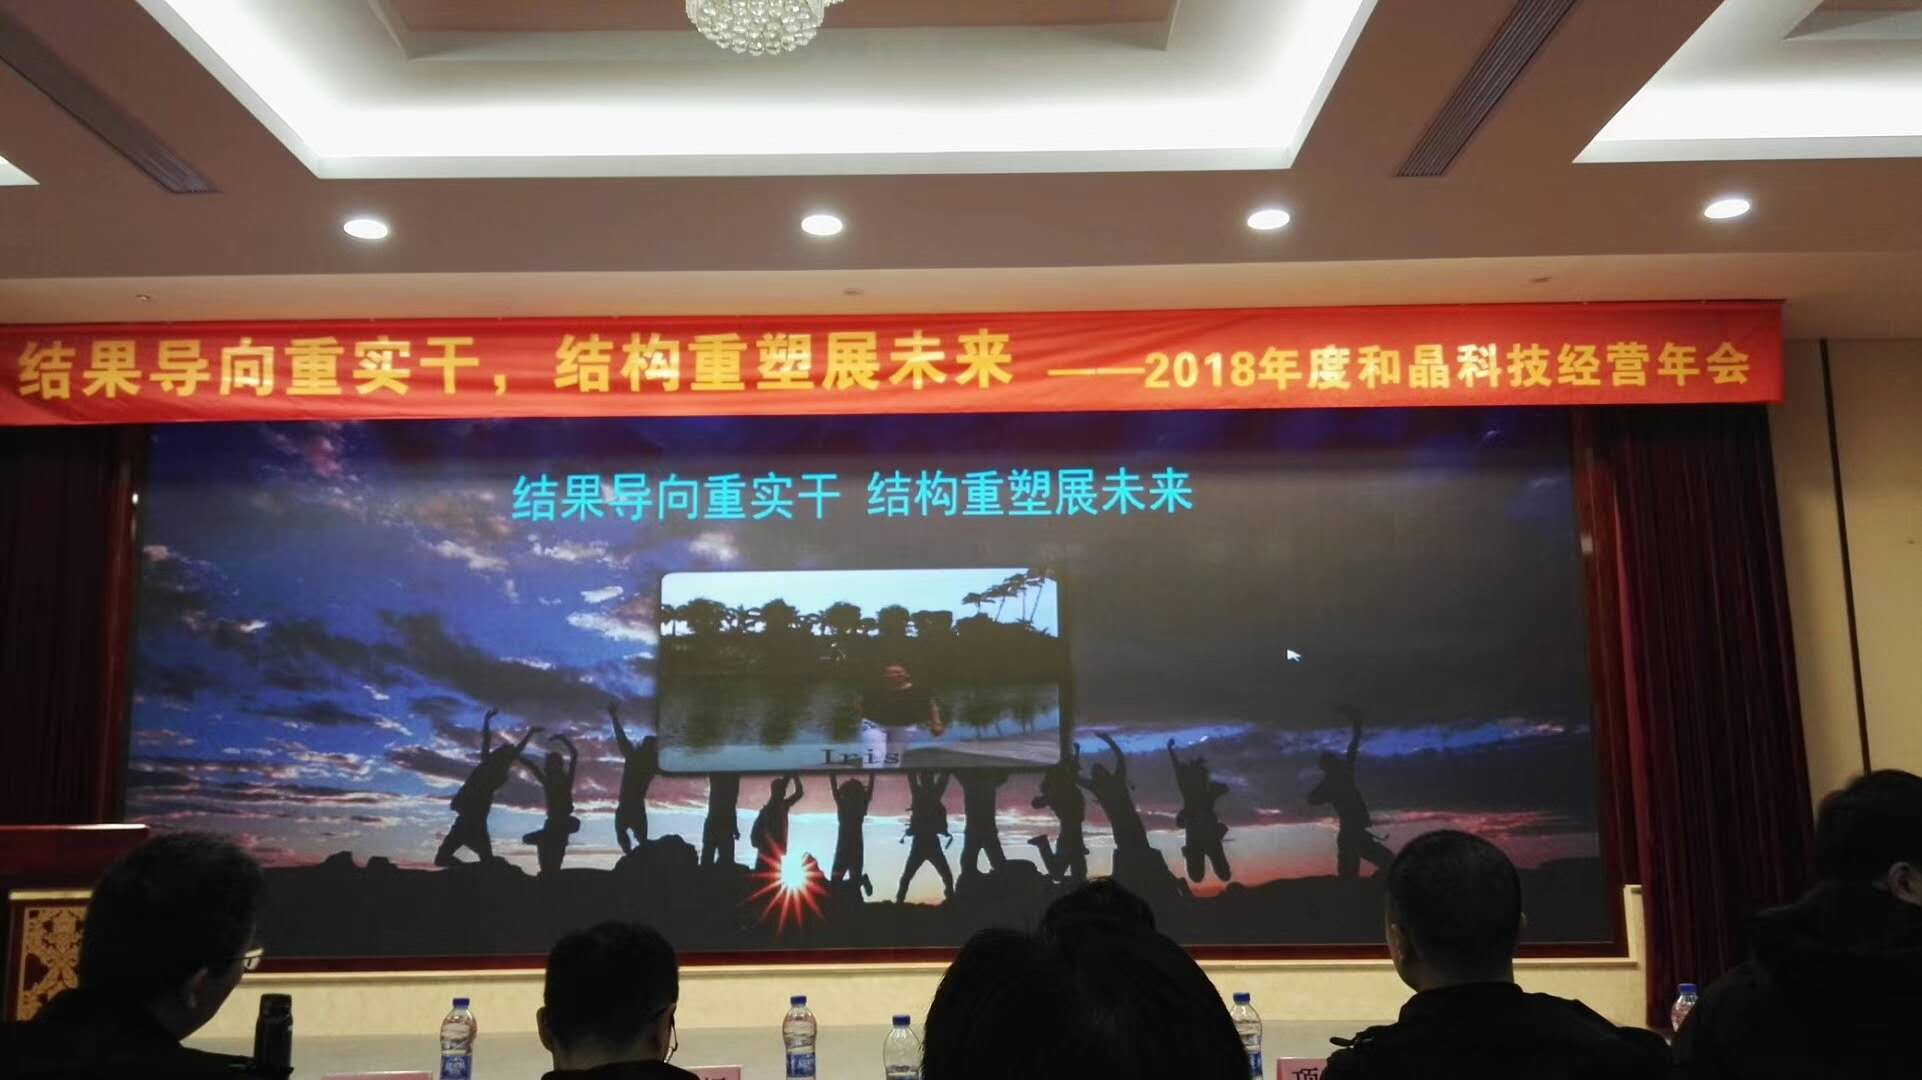 结果导向重实干，结构重塑展未来 ——2018年度和晶科技经营年会
结果导向重实干 结构重塑展未来
Iris
项